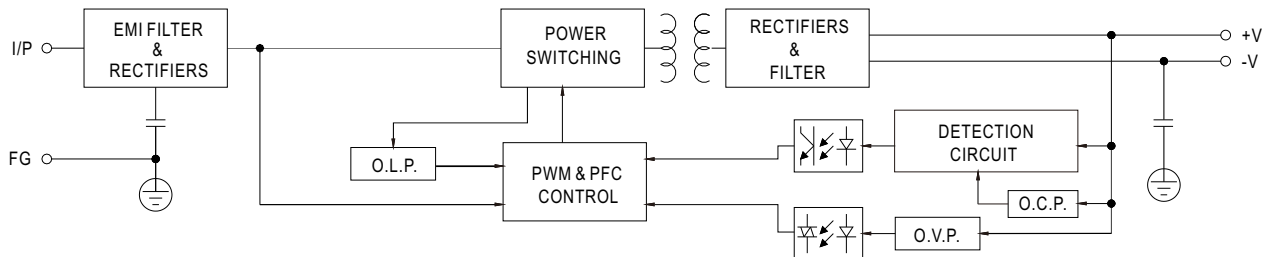 I/P
EMI FILTER
&
RECTIFIERS
POWER
SWITCHING
RECTIFIERS
&
FILTER
+V
-V
FG
O.L.P.
PWM & PFC
CONTROL
DETECTION
CIRCUIT
O.C.P.
O.V.P.